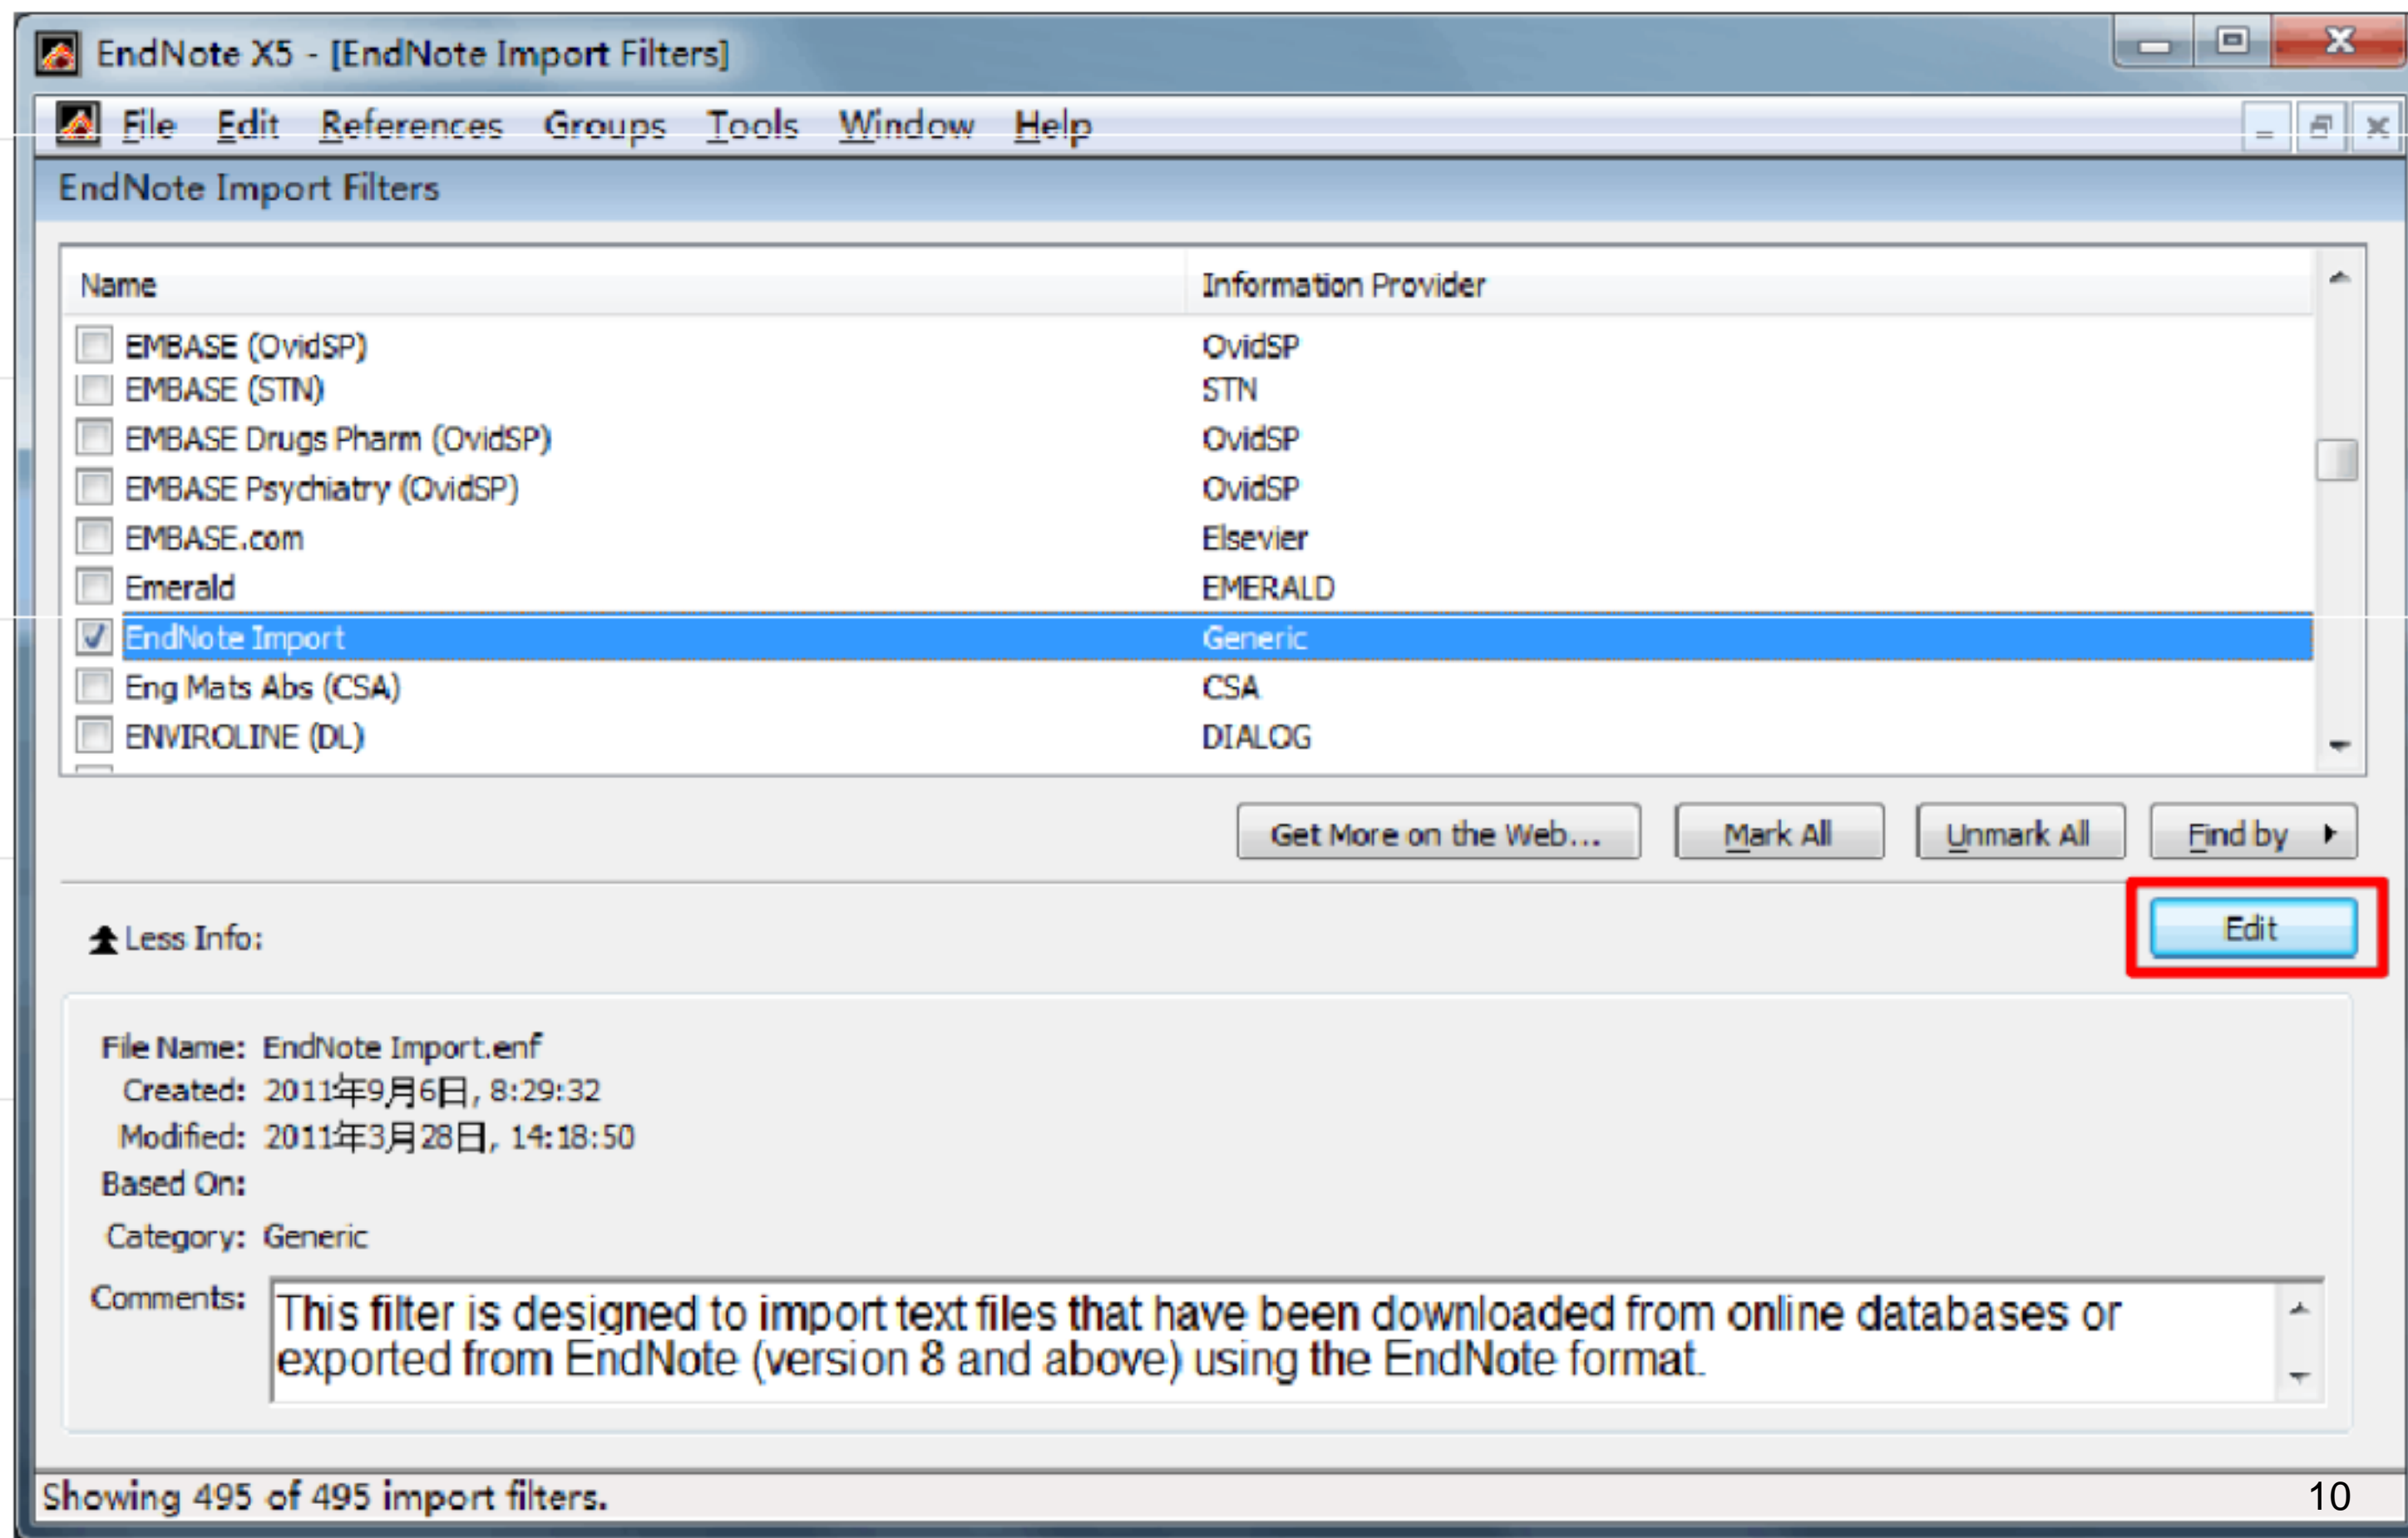 EndNote X5 - [EndNote Import Filters]
File Edit References Groups Tools Window Help
EndNote Import Filters
Name Information Provider
EMBASE (OvidSP) OvidSP
EMBASE (STN) STN
EMBASE Drugs Pharm (OvidSP) OvidSP
EMBASE Psychiatry (OvidSP) OvidSP
EMBASE.com Elsevier
Emerald EMERALD
EndNote Import Generic
Eng Mats Abs (CSA) CSA
ENVIROLINE (DL) DIALOG
Get More on the Web... Mark All Unmark All Find by
Less Info: Edit
File Name: EndNote Import.enf
Created: 2011年9月6日, 8:29:32
Modified: 2011年3月28日, 14:18:50
Based On:
Category: Generic
Comments: This filter is designed to import text files that have been downloaded from online databases or
exported from EndNote (version 8 and above) using the EndNote format.
Showing 495 of 495 import filters. 10